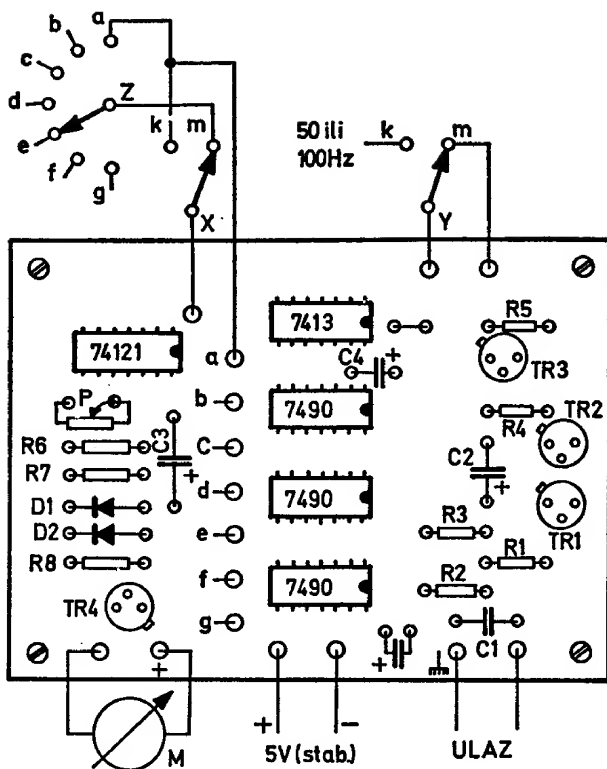 a
b
c
d
e
f
g
Z
k m
X
50 ili
100Hz
k m
Y
74121
7413
R5
TR3
a
C4 +
b
7490
R4
TR2
P
R6
C3
+
R7
c
C2
+
D1
d
7490
D2
e
R3
TR1
R8
f
R1
TR4
7490
R2
g
C1
+
+
M
+ -
5V (stab.)
ULAZ